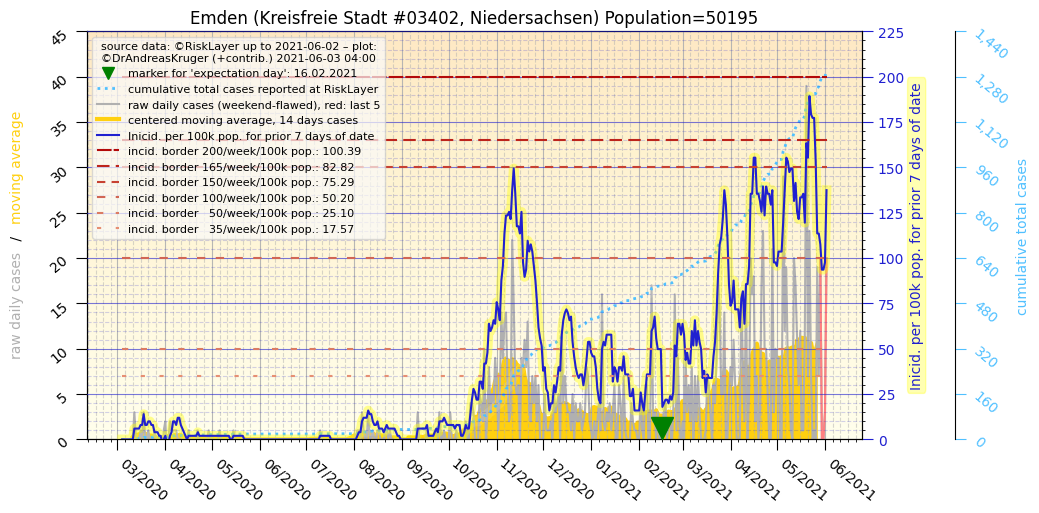 Emden (Kreisfreie Stadt #03402, Niedersachsen) Population=50195
source data: ©RiskLayer up to 2021-06-02 – plot:
©DrAndreasKruger (+contrib.) 2021-06-03 04:00
marker for 'expectation day': 16.02.2021
cumulative total cases reported at RiskLayer
raw daily cases (weekend-flawed), red: last 5
centered moving average, 14 days cases
Inicid. per 100k pop. for prior 7 days of date
incid. border 200/week/100k pop.: 100.39
incid. border 165/week/100k pop.: 82.82
incid. border 150/week/100k pop.: 75.29
incid. border 100/week/100k pop.: 50.20
incid. border   50/week/100k pop.: 25.10
incid. border   35/week/100k pop.: 17.57
raw daily cases / moving average
45
40
35
30
25
20
15
10
5
0
225
200
175
150
125
100
75
50
25
0
Inicid. per 100k pop. for prior 7 days of date
1,440
1,280
1,120
960
800
640
480
320
160
0
cumulative total cases
03/2020
04/2020
05/2020
06/2020
07/2020
08/2020
09/2020
10/2020
11/2020
12/2020
01/2021
02/2021
03/2021
04/2021
05/2021
06/2021